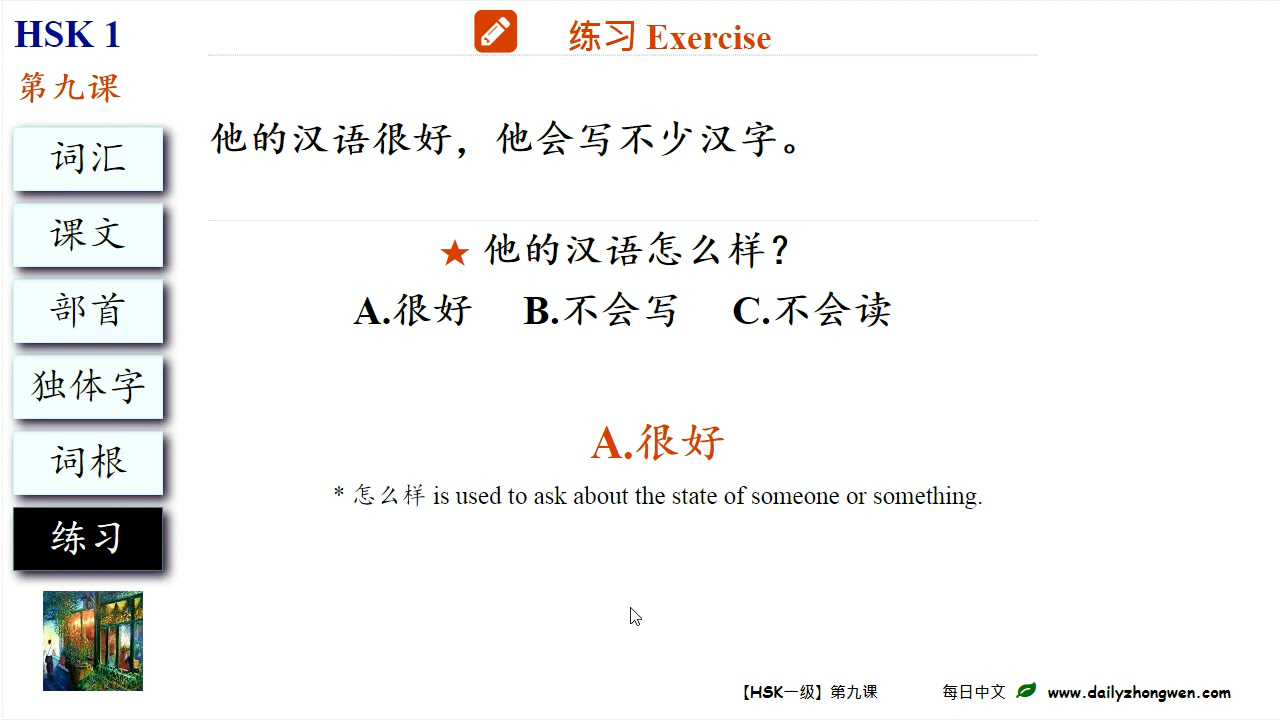 HSK 1
第九课
词汇
课文
部首
独体字
词根
练习
练习 Exercise
他的汉语很好，他会写不少汉字。
★ 他的汉语怎么样？
A.很好 B.不会写 C.不会读
A.很好
* 怎么样 is used to ask about the state of someone or something.
【HSK一级】第九课 每日中文 www.dailyzhongwen.com